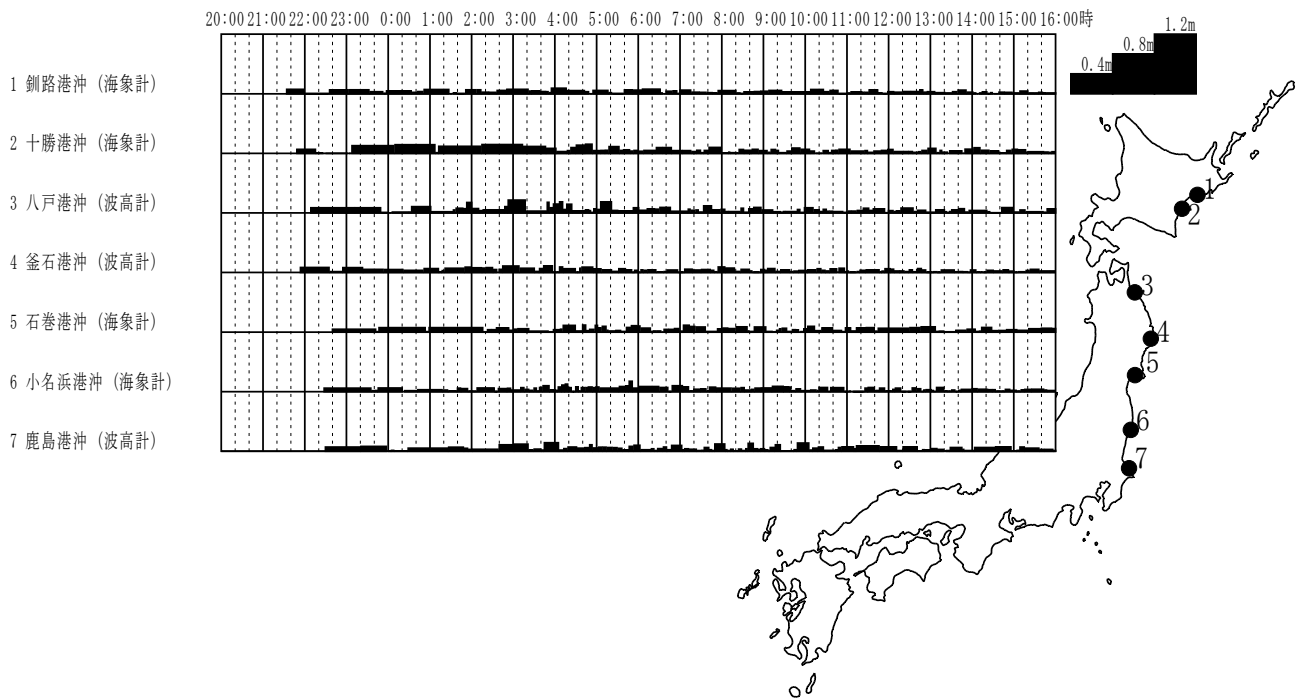 20:00 21:00 22:00 23:00 0:00 1:00 2:00 3:00 4:00 5:00 6:00 7:00 8:00 9:00 10:00 11:00 12:00 13:00 14:00 15:00 16:00時
1.2m
0.8m
0.4m
1 釧路港沖 (海象計)
2 十勝港沖 (海象計)
3 八戸港沖 (波高計)
4 釜石港沖 (波高計)
5 石巻港沖 (海象計)
6 小名浜港沖 (海象計)
7 鹿島港沖 (波高計)
1
2
3
4
5
6
7